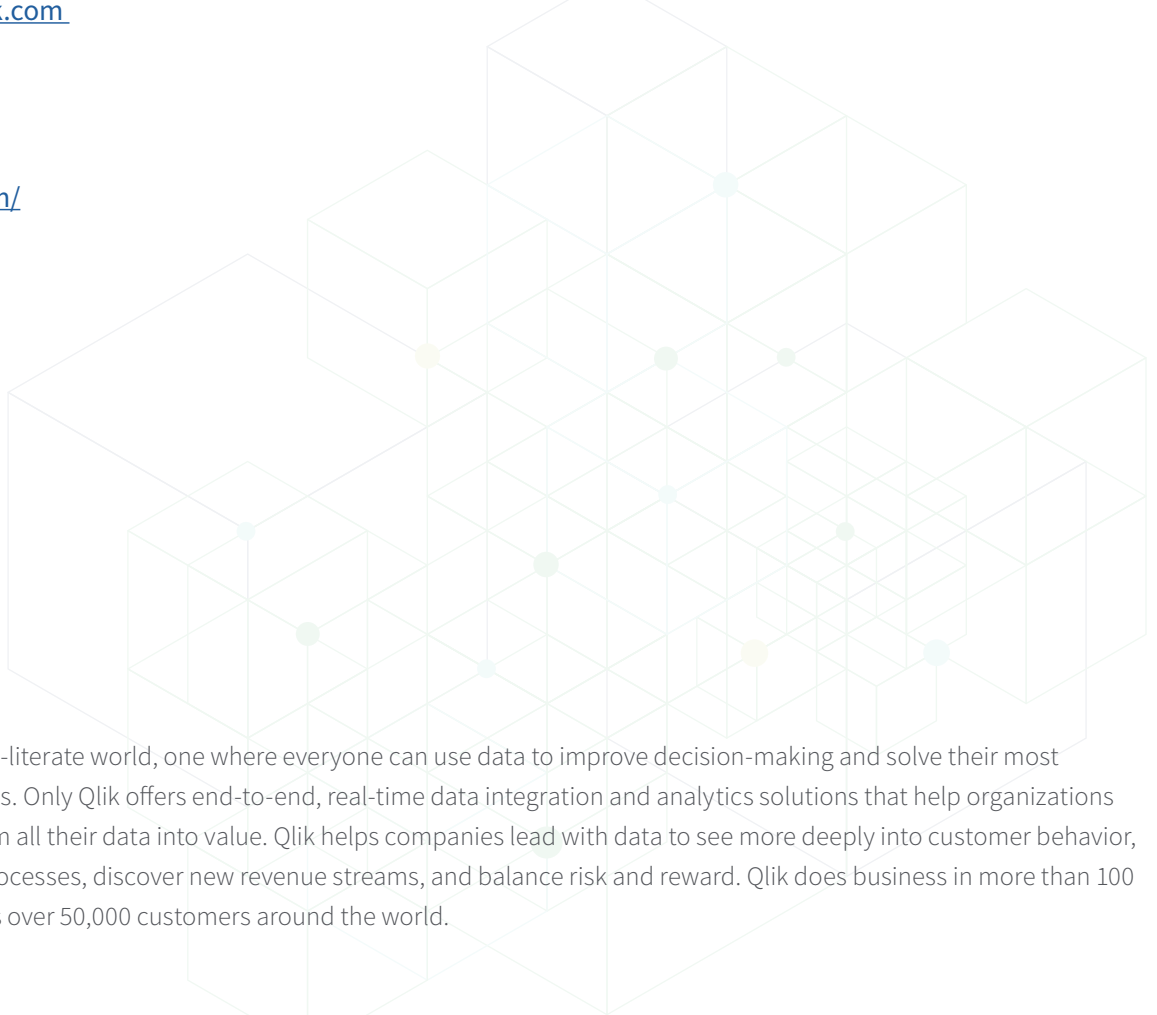 k.com
n/
-literate world, one where everyone can use data to improve decision-making and solve their most
s. Only Qlik offers end-to-end, real-time data integration and analytics solutions that help organizations
all their data into value. Qlik helps companies lead with data to see more deeply into customer behavior,
ocesses, discover new revenue streams, and balance risk and reward. Qlik does business in more than 100
s over 50,000 customers around the world.